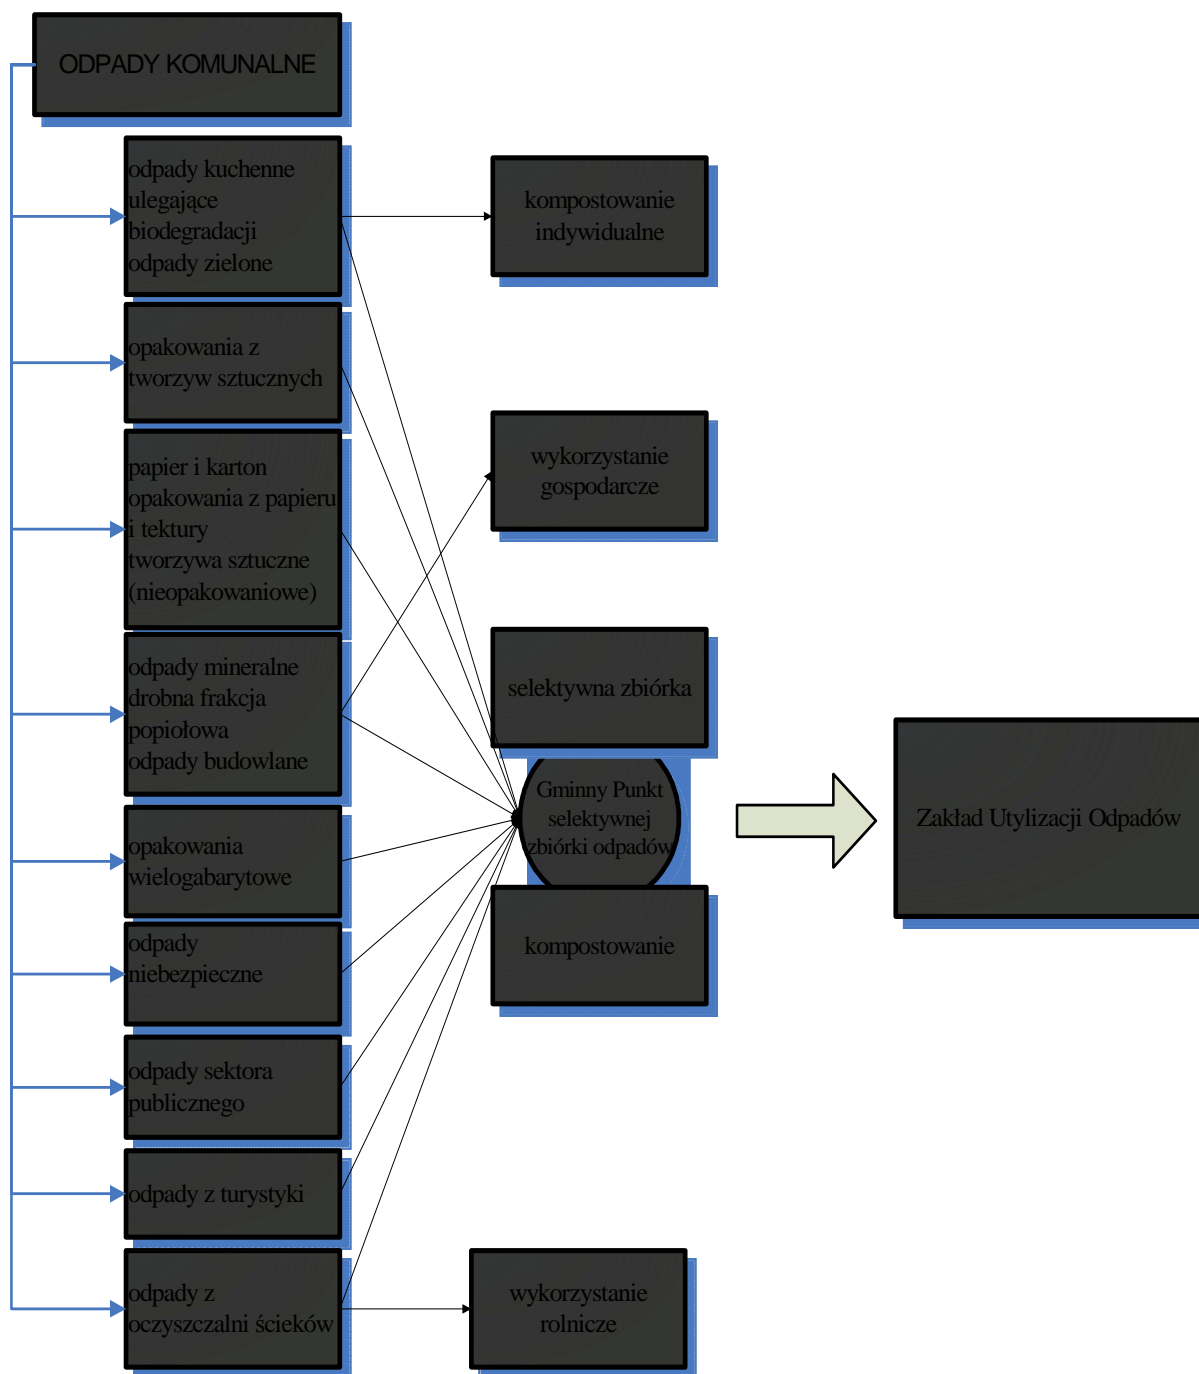 ODPADY KOMUNALNE
odpady kuchenne
ulegające
biodegradacji
odpady zielone
kompostowanie
indywidualne
opakowania z
tworzyw sztucznych
papier i karton
opakowania z papieru
i tektury
tworzywa sztuczne
(nieopakowaniowe)
wykorzystanie
gospodarcze
odpady mineralne
drobna frakcja
popiołowa
odpady budowlane
selektywna zbiórka
Gminny Punkt
selektywnej
zbiórki odpadów
Zakład Utylizacji Odpadów
opakowania
wielogabarytowe
odpady
niebezpieczne
kompostowanie
odpady sektora
publicznego
odpady z turystyki
odpady z
oczyszczalni ścieków
wykorzystanie
rolnicze